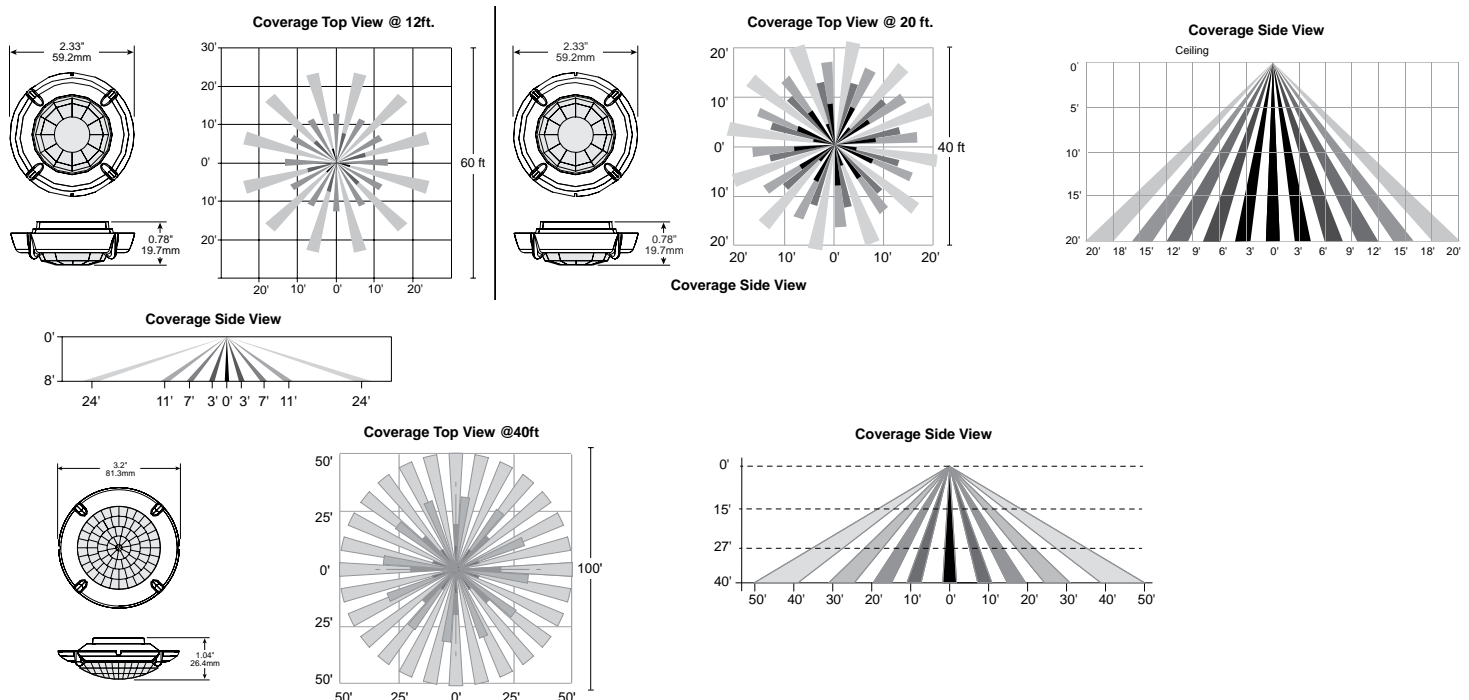 Coverage Top View @ 12ft.
2.33"
59.2mm
30'
20'
10'
0'
10'
20'
20' 10' 0' 10' 20'
60 ft
0.78"
19.7mm
Coverage Side View
0'
8'
24' 11' 7' 3' 0' 3' 7' 11' 24'
Coverage Top View @ 20 ft.
2.33"
59.2mm
20'
10'
0'
10'
20'
20' 10' 0' 10' 20'
40 ft
0.78"
19.7mm
Coverage Side View
Coverage Side View
Ceiling
0'
5'
10'
15'
20'
20' 18' 15' 12' 9' 6' 3' 0' 3' 6' 9' 12' 15' 18' 20'
Coverage Top View @40ft
3.2"
81.3mm
50'
25'
0'
25'
50'
50' 25' 0' 25' 50'
100'
1.04"
26.4mm
Coverage Side View
0'
15'
27'
40'
50' 40' 30' 20' 10' 0' 10' 20' 30' 40' 50'